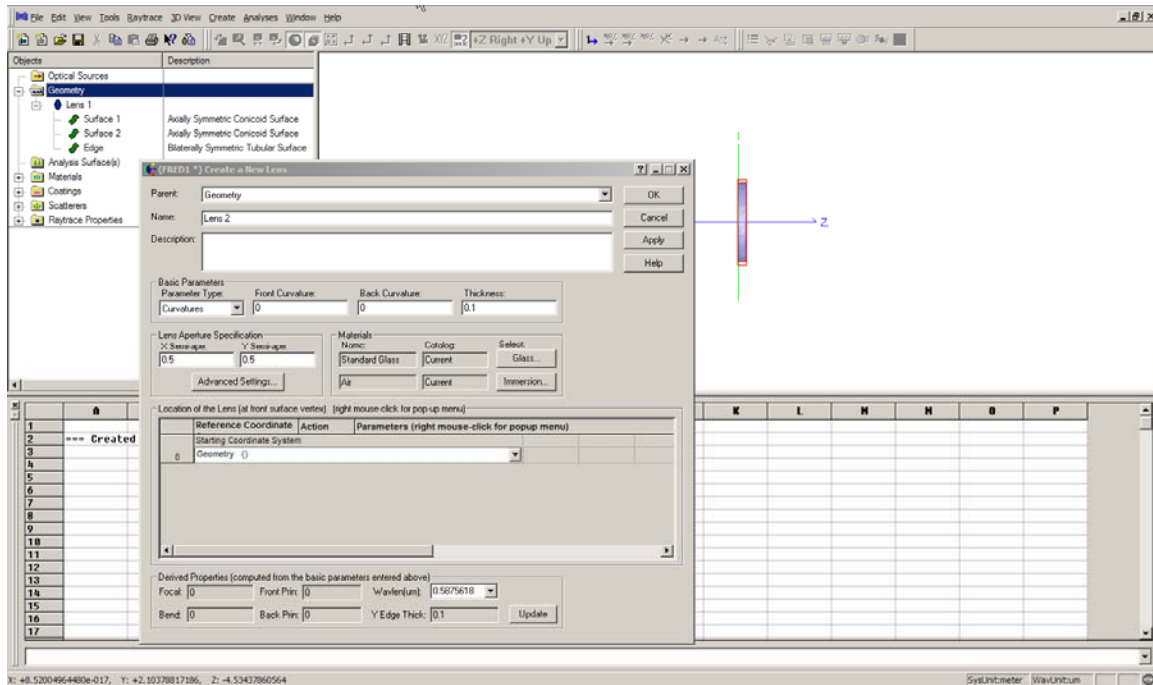 File Edit View Tools Raytrace 3D View Create Analyses Window Help
+Z Right +Y Up
Objects Description
Optical Sources
Geometry
Lens 1
Surface 1 Axially Symmetric Conicoid Surface
Surface 2 Axially Symmetric Conicoid Surface
Edge Bilaterally Symmetric Tubular Surface
Analysis Surface(s)
Materials
Coatings
Scatterers
Raytrace Properties
Z
(FRED1 *) Create a New Lens
Parent: Geometry OK
Name: Lens 2 Cancel
Description: Apply
Help
Basic Parameters
Parameter Type: Front Curvature: Back Curvature: Thickness:
Curvatures 0 0 0.1
Lens Aperture Specification Materials
X Semi-ape. Y Semi-ape. Name: Catalog: Select:
0.5 0.5 Standard Glass Current Glass...
Advanced Settings... Air Current Immersion...
Location of the Lens (at front surface vertex) (right mouse-click for pop-up menu)
Reference Coordinate Action Parameters (right mouse-click for popup menu)
Starting Coordinate System
0 Geometry ()
Derived Properties (computed from the basic parameters entered above)
Focal: 0 Front Prin: 0 Wavlen(um): 0.5875618
Bend: 0 Back Prin: 0 Y Edge Thick: 0.1 Update
A K L M N O P
1
2 --- Created
3
4
5
6
7
8
9
10
11
12
13
14
15
16
17
X: +8.52004964480e-017, Y: +2.10378817186, Z: -4.53437860564 SysUnit:meter WavUnit:um